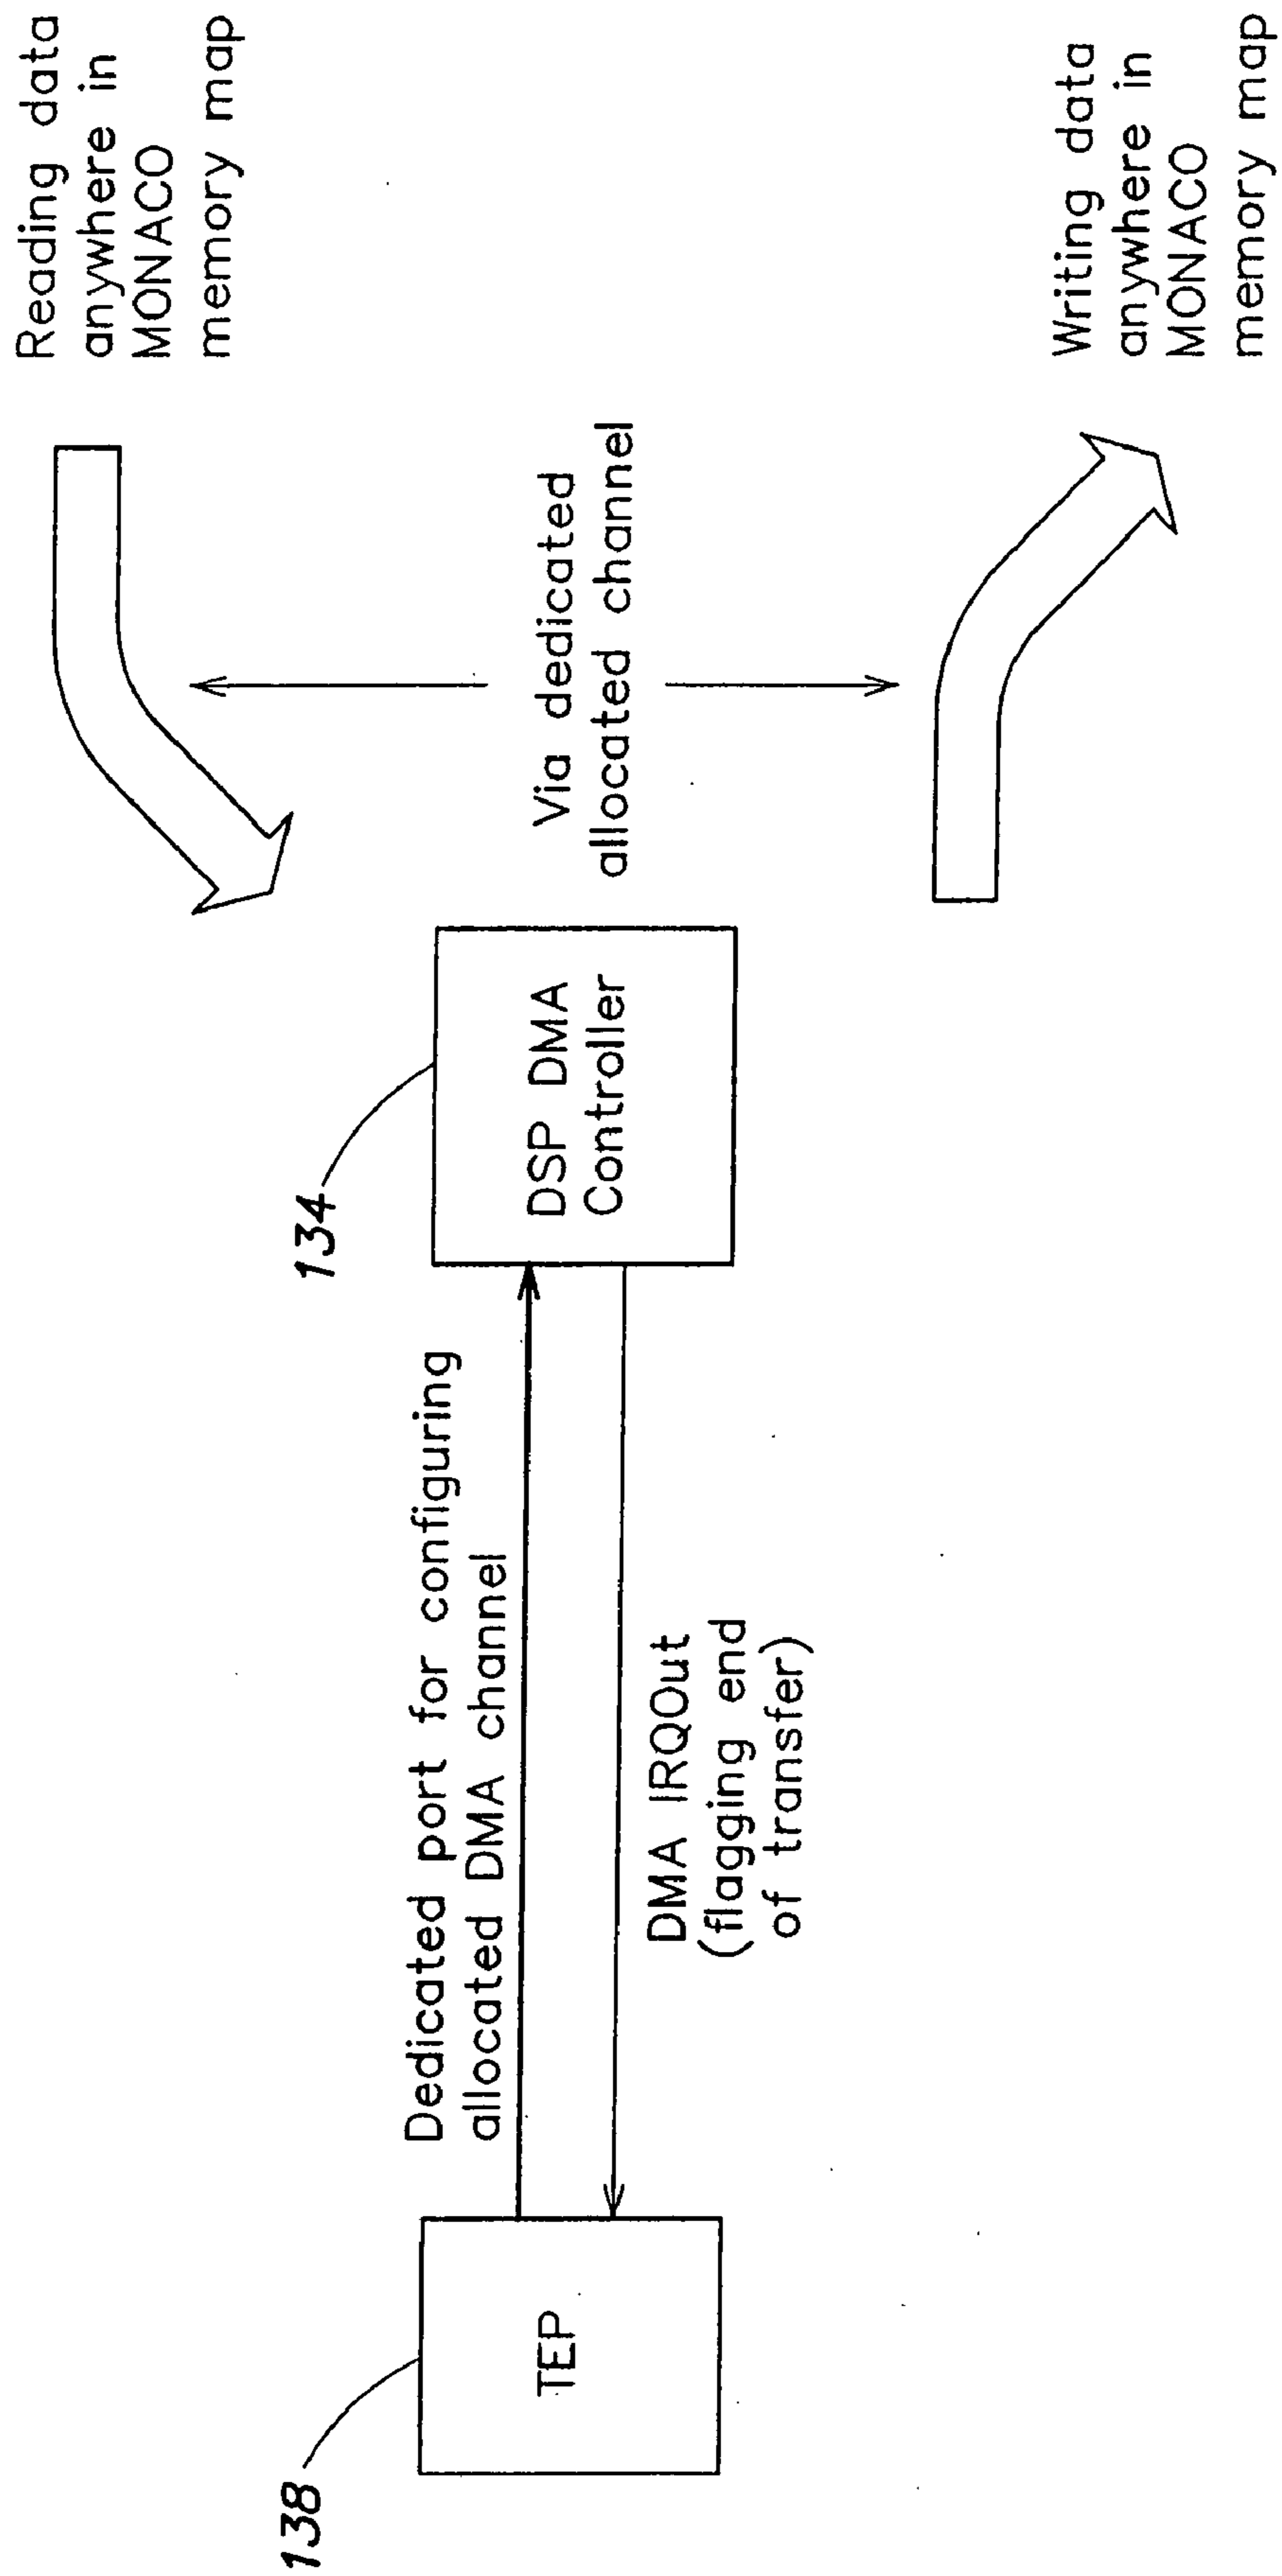 138
TEP
Dedicated port for configuring
allocated DMA channel
DMA IRQOut
(flagging end
of transfer)
134
DSP DMA
Controller
Via dedicated
allocated channel
Reading data
anywhere in
MONACO
memory map
Writing data
anywhere in
MONACO
memory map